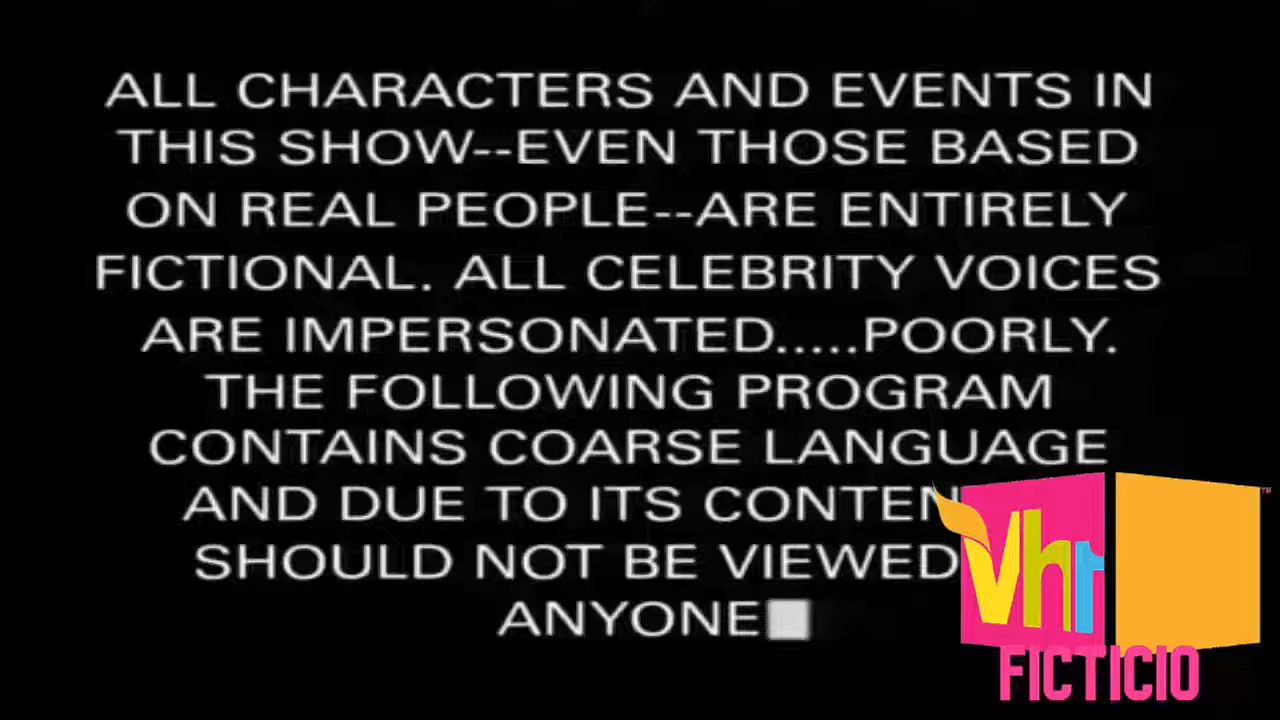 ALL CHARACTERS AND EVENTS IN
THIS SHOW--EVEN THOSE BASED
ON REAL PEOPLE--ARE ENTIRELY
FICTIONAL. ALL CELEBRITY VOICES
ARE IMPERSONATED.....POORLY.
THE FOLLOWING PROGRAM
CONTAINS COARSE LANGUAGE
AND DUE TO ITS CONTEN
SHOULD NOT BE VIEWED
ANYONE
Vh1
TM
FICTICIO